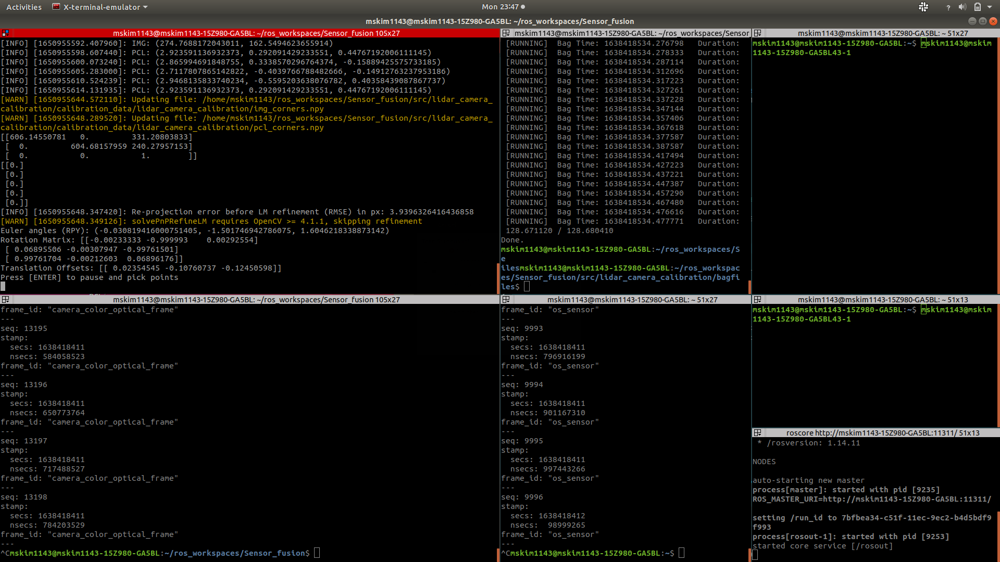 Activities
X-terminal-emulator
Mon 23:47
mskim1143@mskim1143-15Z980-GA5BL: ~/ros_workspaces/Sensor_fusion
mskim1143@mskim1143-15Z980-GA5BL: ~/ros_workspaces/Sensor_fusion 105x27
[INFO] [1650955592.407960]: IMG: (274.7688172043011, 162.5494623655914)
[INFO] [1650955598.607440]: PCL: (2.923591136932373, 0.292091429233551, 0.44767192006111145)
[INFO] [1650955600.073240]: PCL: (2.865994691848755, 0.3338570296764374, -0.15889425575733185)
[INFO] [1650955605.283000]: PCL: (2.7117807865142822, -0.4039766788482666, -0.14912763237953186)
[INFO] [1650955610.524239]: PCL: (2.9468135833740234, -0.5595203638076782, 0.40358439087867737)
[INFO] [1650955614.131935]: PCL: (2.923591136932373, 0.292091429233551, 0.44767192006111145)
[WARN] [1650955644.572110]: Updating file: /home/mskim1143/ros_workspaces/Sensor_fusion/src/lidar_camera_
calibration/calibration_data/lidar_camera_calibration/img_corners.npy
[WARN] [1650955648.289520]: Updating file: /home/mskim1143/ros_workspaces/Sensor_fusion/src/lidar_camera_
calibration/calibration_data/lidar_camera_calibration/pcl_corners.npy
[[606.14550781   0.         331.20803833]
 [  0.         604.68157959 240.27957153]
 [  0.           0.           1.        ]]
[[0.]
 [0.]
 [0.]
 [0.]
 [0.]]
[INFO] [1650955648.347420]: Re-projection error before LM refinement (RMSE) in px: 3.9396326416436858
[WARN] [1650955648.349126]: solvePnPRefineLM requires OpenCV >= 4.1.1, skipping refinement
Euler angles (RPY): (-0.030819416000751405, -1.501746942786075, 1.6046218338873142)
Rotation Matrix: [[-0.00233333 -0.999993    0.00292554]
 [ 0.06895506 -0.00307947 -0.99761501]
 [ 0.99761704 -0.00212603  0.06896176]]
Translation Offsets: [[ 0.02354545 -0.10760737 -0.12450598]]
Press [ENTER] to pause and pick points
mskim1143@mskim1143-15Z980-GA5BL: ~/ros_workspaces/Sensor
[RUNNING]  Bag Time: 1638418534.276798   Duration:
[RUNNING]  Bag Time: 1638418534.278333   Duration:
[RUNNING]  Bag Time: 1638418534.287114   Duration:
[RUNNING]  Bag Time: 1638418534.312696   Duration:
[RUNNING]  Bag Time: 1638418534.317223   Duration:
[RUNNING]  Bag Time: 1638418534.327261   Duration:
[RUNNING]  Bag Time: 1638418534.337228   Duration:
[RUNNING]  Bag Time: 1638418534.347144   Duration:
[RUNNING]  Bag Time: 1638418534.357406   Duration:
[RUNNING]  Bag Time: 1638418534.367618   Duration:
[RUNNING]  Bag Time: 1638418534.377587   Duration:
[RUNNING]  Bag Time: 1638418534.387587   Duration:
[RUNNING]  Bag Time: 1638418534.417494   Duration:
[RUNNING]  Bag Time: 1638418534.427223   Duration:
[RUNNING]  Bag Time: 1638418534.437221   Duration:
[RUNNING]  Bag Time: 1638418534.447387   Duration:
[RUNNING]  Bag Time: 1638418534.457290   Duration:
[RUNNING]  Bag Time: 1638418534.467480   Duration:
[RUNNING]  Bag Time: 1638418534.476616   Duration:
[RUNNING]  Bag Time: 1638418534.477771   Duration:
128.671120 / 128.680410
Done.
mskim1143@mskim1143-15Z980-GA5BL:~/ros_workspaces/S
e
ilesmskim1143@mskim1143-15Z980-GA5BL:~/ros_workspac
es/Sensor_fusion/src/lidar_camera_calibration/bagfi
les$
mskim1143@mskim1143-15Z980-GA5BL: ~ 51x27
mskim1143@mskim1143-15Z980-GA5BL:~$ mskim1143@mskim
1143-15Z980-GA5BL43-1
mskim1143@mskim1143-15Z980-GA5BL: ~/ros_workspaces/Sensor_fusion 105x27
frame_id: "camera_color_optical_frame"
---
seq: 13195
stamp:
  secs: 1638418411
  nsecs: 584058523
frame_id: "camera_color_optical_frame"
---
seq: 13196
stamp:
  secs: 1638418411
  nsecs: 650773764
frame_id: "camera_color_optical_frame"
---
seq: 13197
stamp:
  secs: 1638418411
  nsecs: 717488527
frame_id: "camera_color_optical_frame"
---
seq: 13198
stamp:
  secs: 1638418411
  nsecs: 784203529
frame_id: "camera_color_optical_frame"
---
^Cmskim1143@mskim1143-15Z980-GA5BL:~/ros_workspaces/Sensor_fusion$
mskim1143@mskim1143-15Z980-GA5BL: ~ 51x27
frame_id: "os_sensor"
---
seq: 9993
stamp:
  secs: 1638418411
  nsecs: 796916199
frame_id: "os_sensor"
---
seq: 9994
stamp:
  secs: 1638418411
  nsecs: 901167310
frame_id: "os_sensor"
---
seq: 9995
stamp:
  secs: 1638418411
  nsecs: 997443266
frame_id: "os_sensor"
---
seq: 9996
stamp:
  secs: 1638418412
  nsecs:  98999265
frame_id: "os_sensor"
---
^Cmskim1143@mskim1143-15Z980-GA5BL:~$
mskim1143@mskim1143-15Z980-GA5BL: ~ 51x13
mskim1143@mskim1143-15Z980-GA5BL:~$ mskim1143@mskim
1143-15Z980-GA5BL43-1
roscore http://mskim1143-15Z980-GA5BL:11311/ 51x13
* /rosversion: 1.14.11
NODES
auto-starting new master
process[master]: started with pid [9235]
ROS_MASTER_URI=http://mskim1143-15Z980-GA5BL:11311/
setting /run_id to 7bfbea34-c51f-11ec-9ec2-b4d5bdf9
f993
process[rosout-1]: started with pid [9253]
started core service [/rosout]